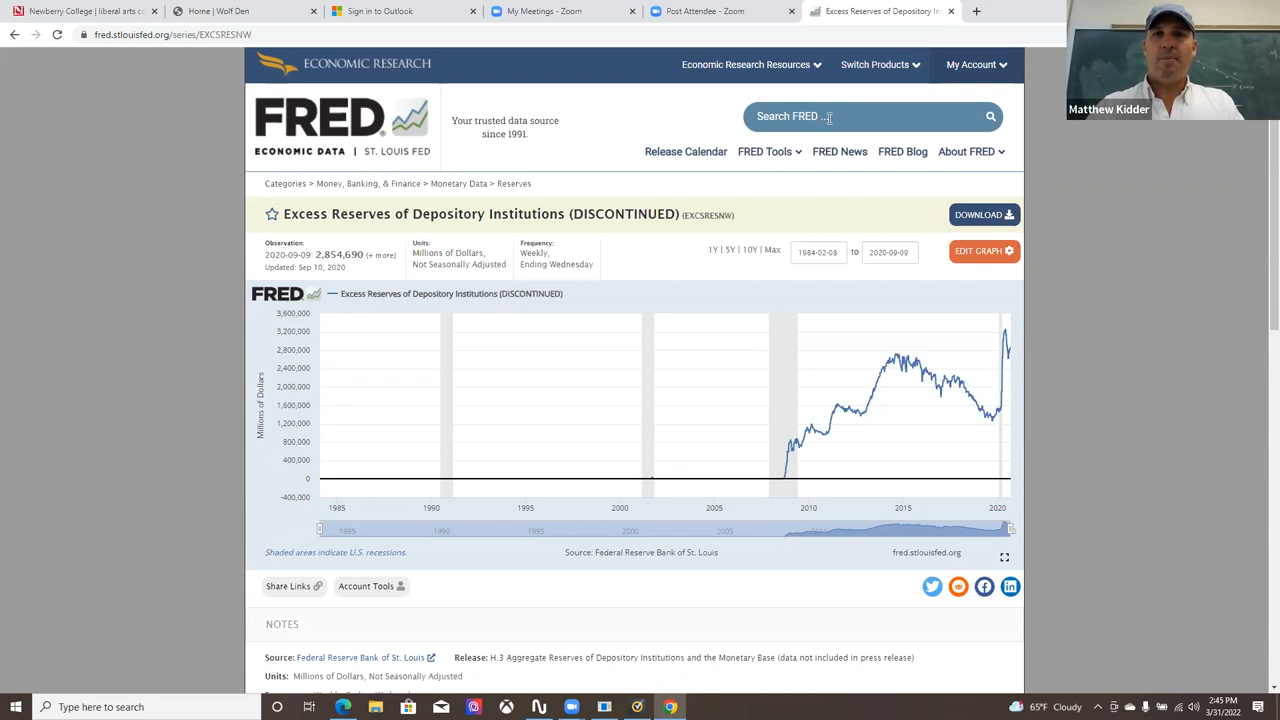 Newberry College | liberal arts cc
Home | Wolf Den
Sign in to Outlook
My Meetings - Zoom
Post Attendee - Zoom
Excess Reserves of Depository In
fred.stlouisfed.org/series/EXCSRESNW
ECONOMIC RESEARCH
Economic Research Resources
Switch Products
My Account
Matthew Kidder
FRED
ECONOMIC DATA | ST. LOUIS FED
Your trusted data source
since 1991.
Search FRED ...
Release Calendar
FRED Tools
FRED News
FRED Blog
About FRED
Categories > Money, Banking, & Finance > Monetary Data > Reserves
Excess Reserves of Depository Institutions (DISCONTINUED) (EXCSRESNW)
DOWNLOAD
Observation:
2020-09-09: 2,854,690 (+ more)
Updated: Sep 10, 2020
Units:
Millions of Dollars,
Not Seasonally Adjusted
Frequency:
Weekly,
Ending Wednesday
1Y | 5Y | 10Y | Max
1984-02-08 to 2020-09-09
EDIT GRAPH
FRED
Excess Reserves of Depository Institutions (DISCONTINUED)
Millions of Dollars
3,600,000
3,200,000
2,800,000
2,400,000
2,000,000
1,600,000
1,200,000
800,000
400,000
0
-400,000
1985 1990 1995 2000 2005 2010 2015 2020
1985 1990 1995 2000 2005 2010
Shaded areas indicate U.S. recessions.
Source: Federal Reserve Bank of St. Louis
fred.stlouisfed.org
Share Links
Account Tools
NOTES
Source: Federal Reserve Bank of St. Louis
Release: H.3 Aggregate Reserves of Depository Institutions and the Monetary Base (data not included in press release)
Units: Millions of Dollars, Not Seasonally Adjusted
Type here to search
65°F Cloudy
2:45 PM
3/31/2022